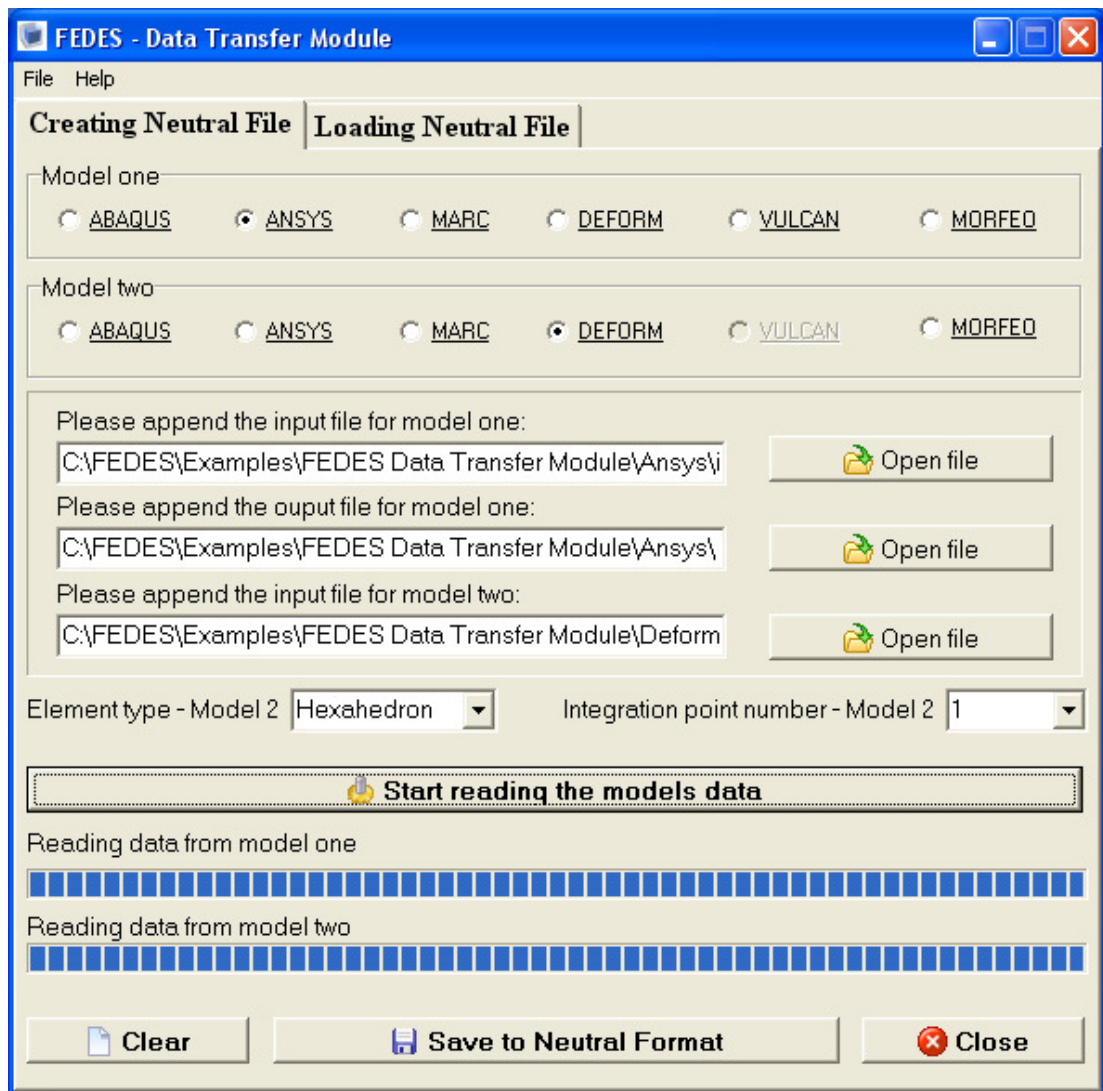 FEDES - Data Transfer Module
File Help
Creating Neutral File Loading Neutral File
Model one
ABAQUS ANSYS MARC DEFORM VULCAN MORFEO
Model two
ABAQUS ANSYS MARC DEFORM VULCAN MORFEO
Please append the input file for model one:
C:\FEDES\Examples\FEDES Data Transfer Module\Ansys\i Open file
Please append the ouput file for model one:
C:\FEDES\Examples\FEDES Data Transfer Module\Ansys\ Open file
Please append the input file for model two:
C:\FEDES\Examples\FEDES Data Transfer Module\Deform Open file
Element type - Model 2 Hexahedron Integration point number - Model 2 1
Start reading the models data
Reading data from model one
Reading data from model two
Clear Save to Neutral Format Close